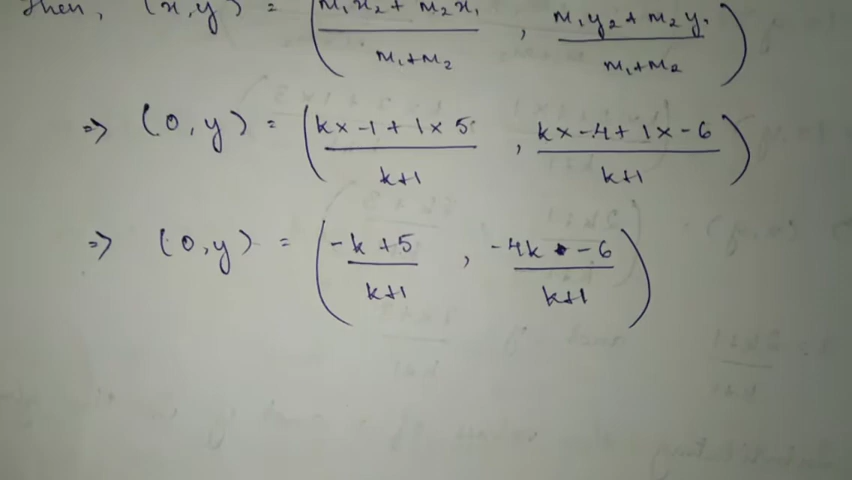 Then, (x,y) = ( m₁x₂ + m₂x₁ / m₁+m₂ , m₁y₂ + m₂y₁ / m₁+m₂ )
⇒ (0,y) = ( k×-1+1×5 / k+1 , k×-4+1×-6 / k+1 )
⇒ (0,y) = ( -k+5 / k+1 , -4k -6 / k+1 )